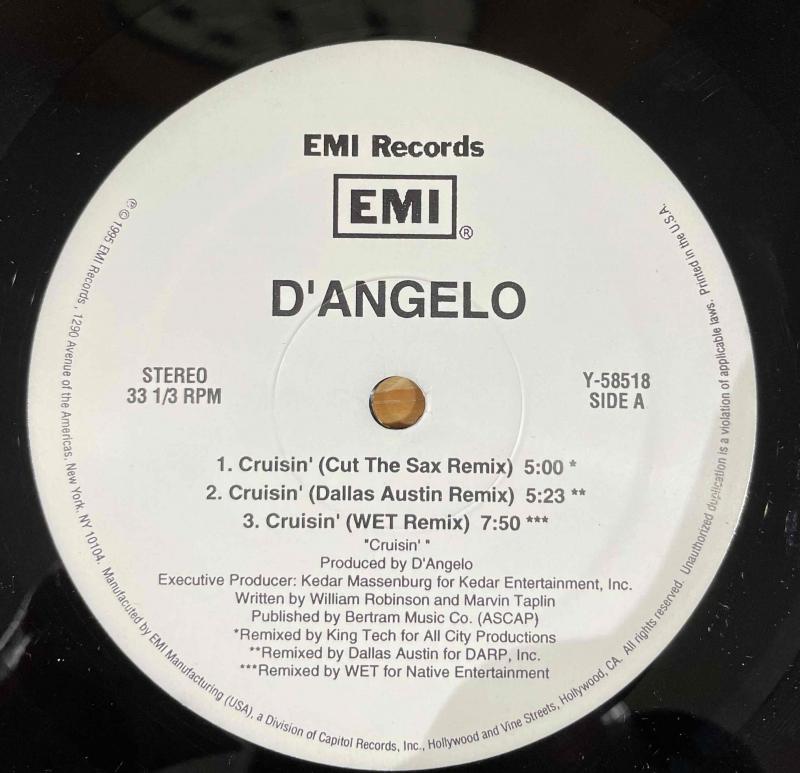 EMI Records
EMI®
D'ANGELO
STEREO
33 1/3 RPM
Y-58518
SIDE A
1. Cruisin' (Cut The Sax Remix) 5:00 *
2. Cruisin' (Dallas Austin Remix) 5:23 **
3. Cruisin' (WET Remix) 7:50 ***
"Cruisin' "
Produced by D'Angelo
Executive Producer: Kedar Massenburg for Kedar Entertainment, Inc.
Written by William Robinson and Marvin Taplin
Published by Bertram Music Co. (ASCAP)
*Remixed by King Tech for All City Productions
**Remixed by Dallas Austin for DARP, Inc.
***Remixed by WET for Native Entertainment
℗ © 1995 EMI Records, 1290 Avenue of the Americas, New York, NY 10104. Manufacuted by EMI Manufacturing (USA), a Division of Capitol Records, Inc., Hollywood and Vine Streets, Hollywood, CA. All rights reserved. Unauthorized duplication is a violation of applicable laws. Printed in the U.S.A.